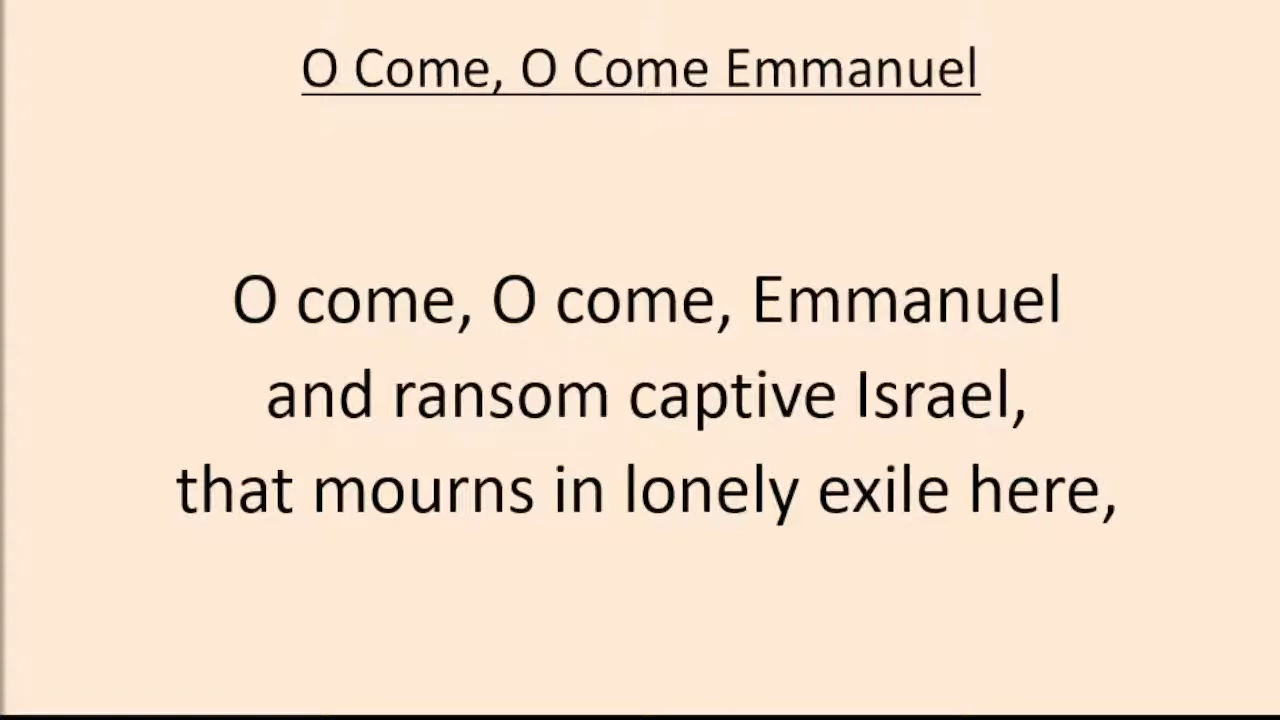 O Come, O Come Emmanuel
O come, O come, Emmanuel
and ransom captive Israel,
that mourns in lonely exile here,